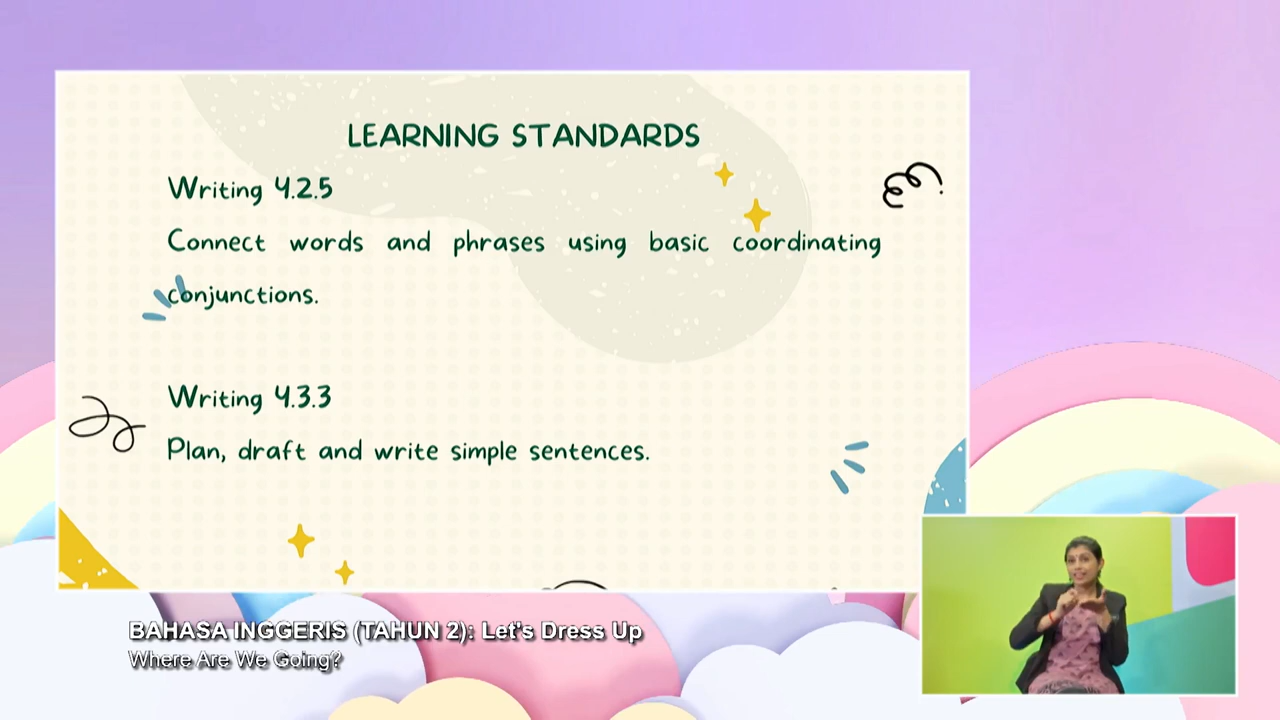 LEARNING STANDARDS
Writing 4.2.5
Connect words and phrases using basic coordinating
conjunctions.
Writing 4.3.3
Plan, draft and write simple sentences.
BAHASA INGGERIS (TAHUN 2): Let's Dress Up
Where Are We Going?